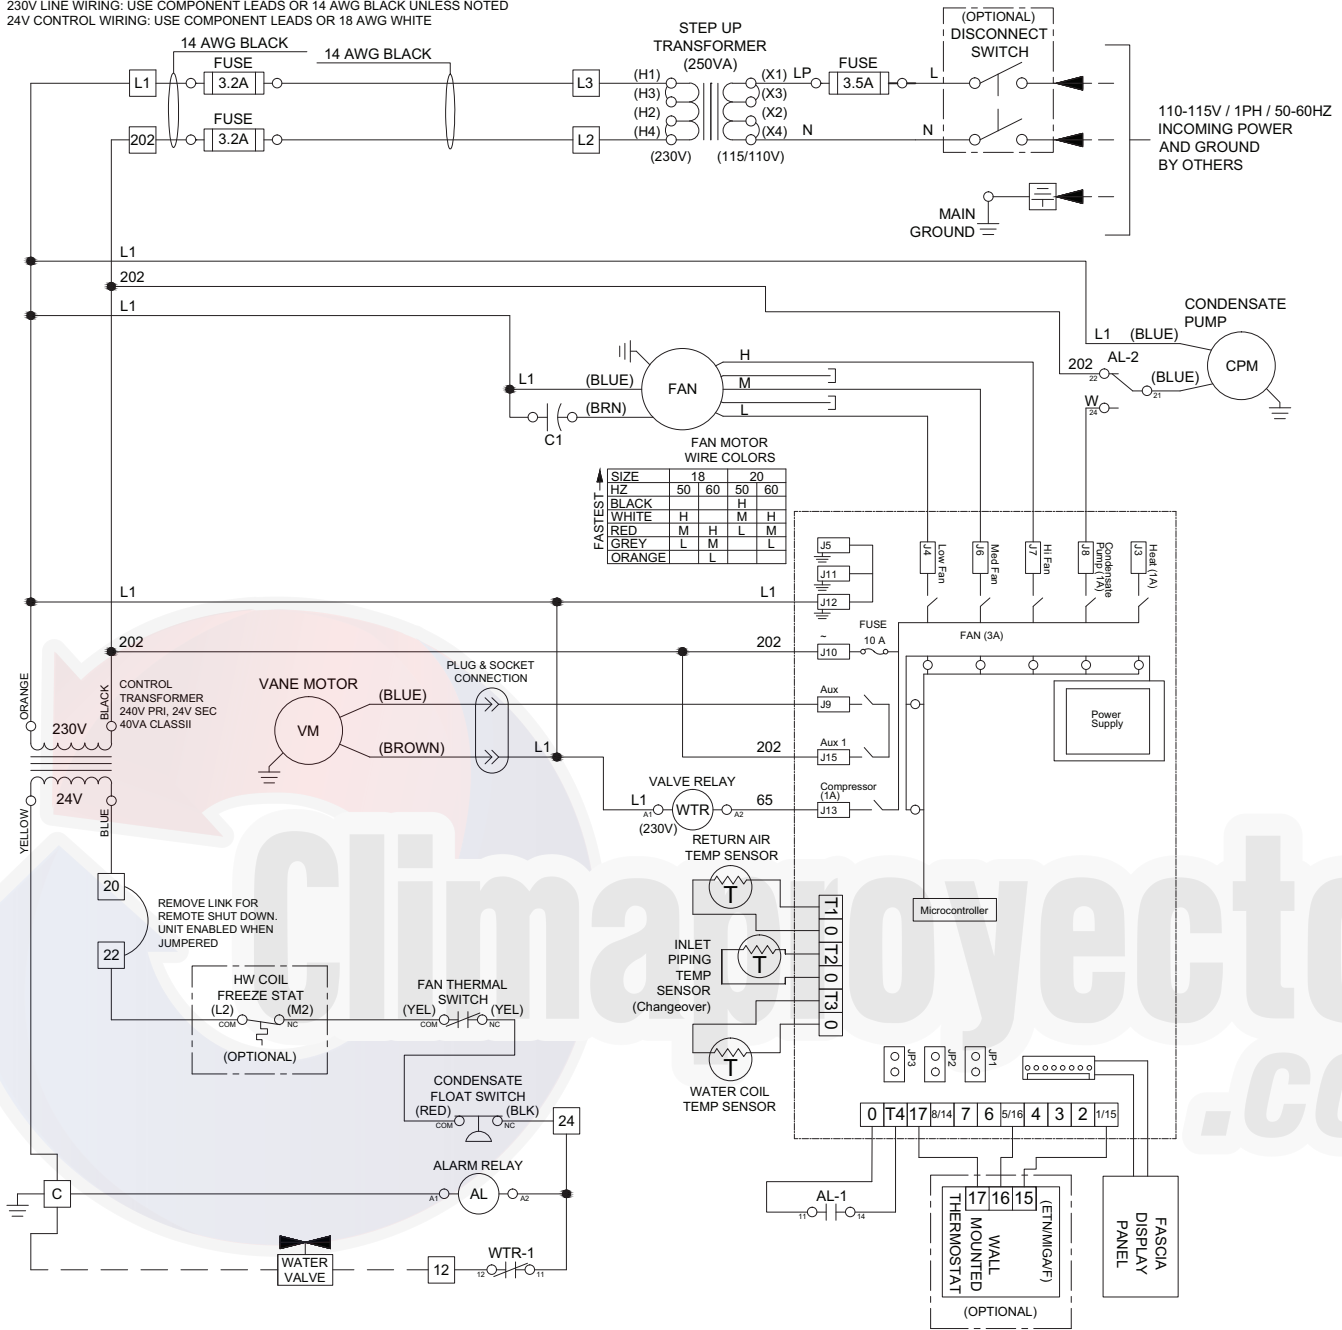 230V LINE WIRING: USE COMPONENT LEADS OR 14 AWG BLACK UNLESS NOTED
24V CONTROL WIRING: USE COMPONENT LEADS OR 18 AWG WHITE
14 AWG BLACK
14 AWG BLACK
L1
FUSE
3.2A
L3
202
FUSE
3.2A
L2
STEP UP
TRANSFORMER
(250VA)
(H1)
(H3)
(H2)
(H4)
(230V)
(X1)
(X3)
(X2)
(X4)
(115/110V)
LP
FUSE
3.5A
L
N
N
(OPTIONAL)
DISCONNECT
SWITCH
110-115V / 1PH / 50-60HZ
INCOMING POWER
AND GROUND
BY OTHERS
MAIN
GROUND
L1
202
L1
CONDENSATE
PUMP
L1 (BLUE)
202 AL-2
22
(BLUE)
21
CPM
W
24
L1
(BLUE)
(BRN)
C1
FAN
H
M
L
FAN MOTOR
WIRE COLORS
FASTEST
SIZE 18 20
HZ 50 60 50 60
BLACK H
WHITE H M H
RED M H L M
GREY L M L
ORANGE L
J5
J11
J12
J4
Low Fan
J6
Med Fan
J7
Hi Fan
J8
Condensate
Pump (1A)
J3
Heat (1A)
L1
L1
202
202
~
J10
FUSE
10 A
FAN (3A)
Aux
J9
Aux 1
J15
202
Compressor
(1A)
J13
Power
Supply
Microcontroller
ORANGE
BLACK
230V
CONTROL
TRANSFORMER
240V PRI, 24V SEC
40VA CLASSII
24V
YELLOW
BLUE
VANE MOTOR
VM
(BLUE)
(BROWN)
PLUG & SOCKET
CONNECTION
L1
VALVE RELAY
L1
A1
WTR
A2
65
(230V)
RETURN AIR
TEMP SENSOR
T
INLET
PIPING
TEMP
SENSOR
(Changeover)
T
T
WATER COIL
TEMP SENSOR
T1
0
T2
0
T3
0
20
22
REMOVE LINK FOR
REMOTE SHUT DOWN.
UNIT ENABLED WHEN
JUMPERED
HW COIL
FREEZE STAT
(L2)
(M2)
COM
NC
(OPTIONAL)
FAN THERMAL
SWITCH
(YEL)
(YEL)
COM
NC
CONDENSATE
FLOAT SWITCH
(RED)
(BLK)
COM
NC
24
ALARM RELAY
C
A1
AL
A2
WATER
VALVE
12
WTR-1
12
11
JP3
JP2
JP1
0 T4 17 8/14 7 6 5/16 4 3 2 1/15
AL-1
11
14
17 16 15
WALL
MOUNTED
THERMOSTAT
(ETN/MIGA/F)
(OPTIONAL)
FASCIA
DISPLAY
PANEL
Climaproyecto
.co